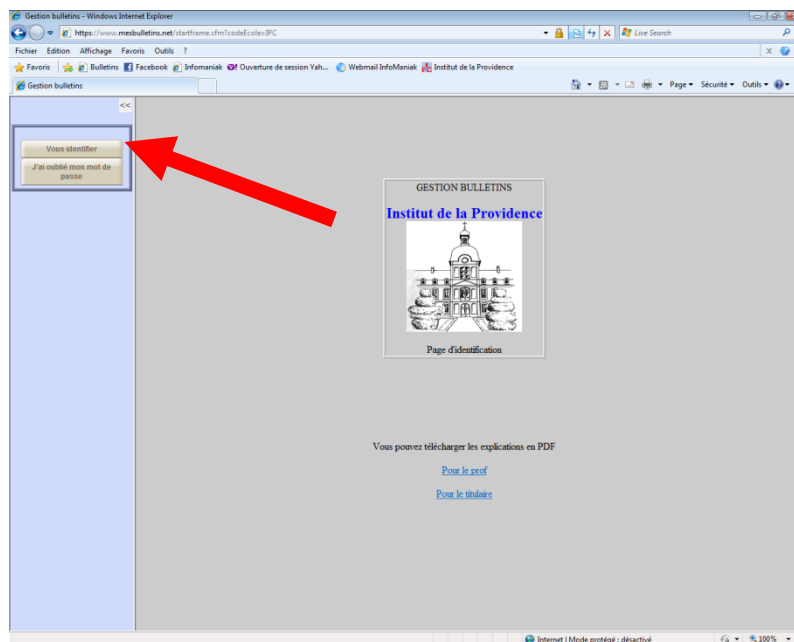 Gestion bulletins - Windows Internet Explorer
https://www.mesbulletins.net/startframe.cfm?codeEcole=IPC
Live Search
Fichier Edition Affichage Favoris Outils ?
Favoris Bulletins Facebook Infomaniak Ouverture de session Yah... Webmail InfoManiak Institut de la Providence
Gestion bulletins
Page Sécurité Outils
<<
Vous identifier
J'ai oublié mon mot de
passe
GESTION BULLETINS
Institut de la Providence
Page d'identification
Vous pouvez télécharger les explications en PDF
Pour le prof
Pour le titulaire
Internet | Mode protégé : désactivé 100%